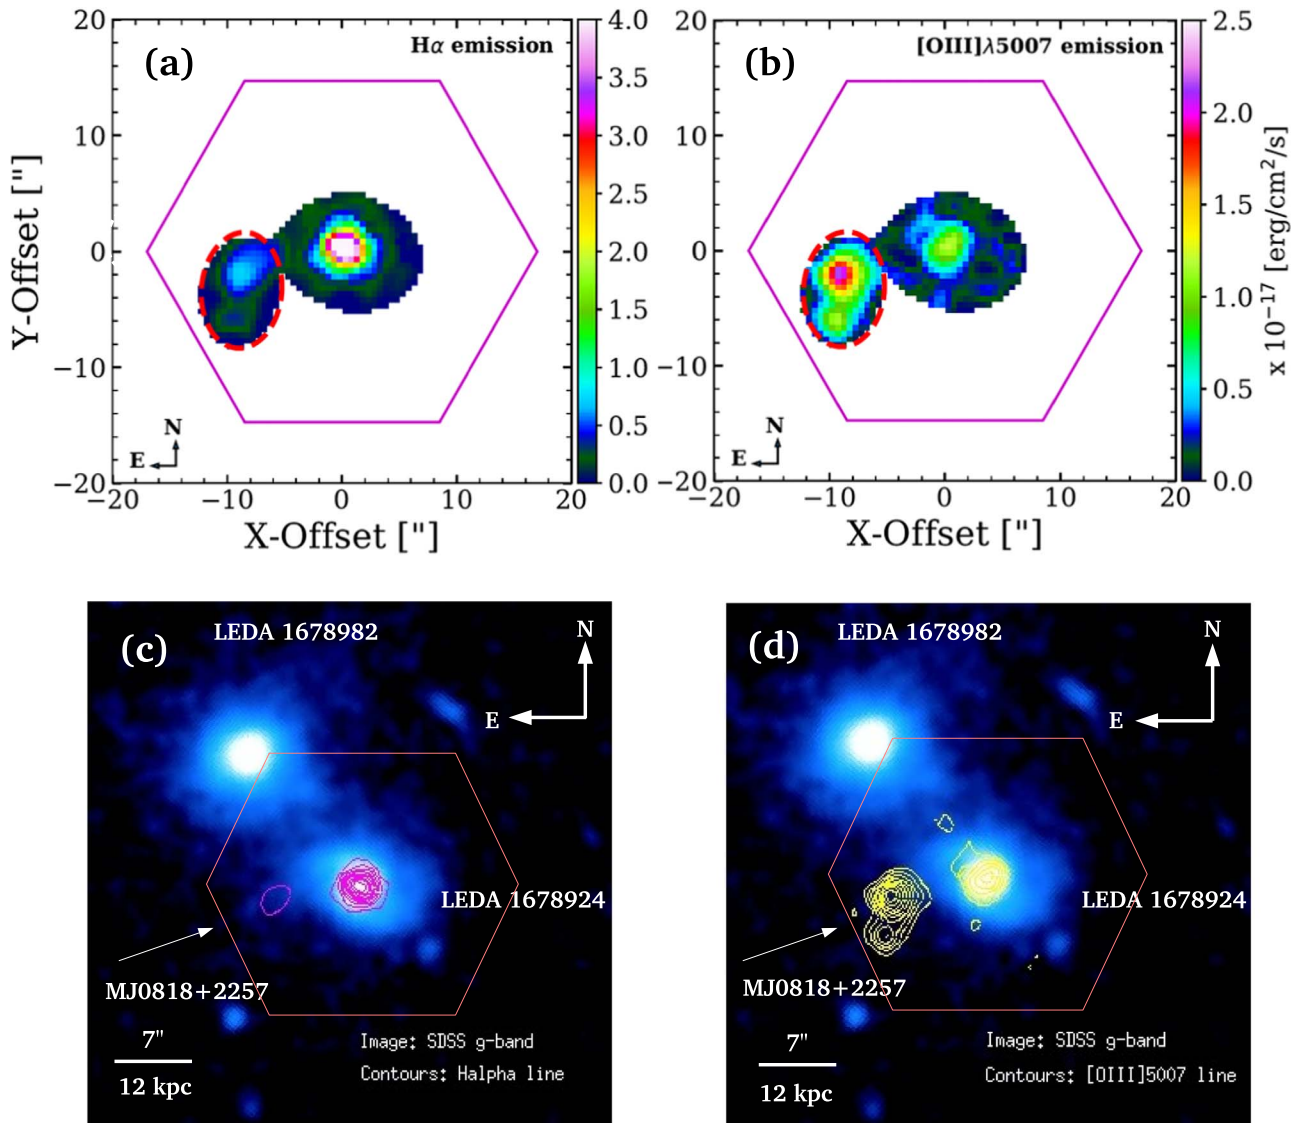 (a)
Hα emission
20
10
0
−10
−20
Y-Offset ["]
−20
−10
0
10
20
X-Offset ["]
N
E
4.0
3.5
3.0
2.5
2.0
1.5
1.0
0.5
0.0
(b)
[OIII]λ5007 emission
20
10
0
−10
−20
−20
−10
0
10
20
X-Offset ["]
N
E
2.5
2.0
1.5
1.0
0.5
0.0
x 10⁻¹⁷ [erg/cm²/s]
(c)
LEDA 1678982
N
E
LEDA 1678924
MJ0818+2257
7"
12 kpc
Image: SDSS g-band
Contours: Halpha line
(d)
LEDA 1678982
N
E
LEDA 1678924
MJ0818+2257
7"
12 kpc
Image: SDSS g-band
Contours: [OIII]5007 line